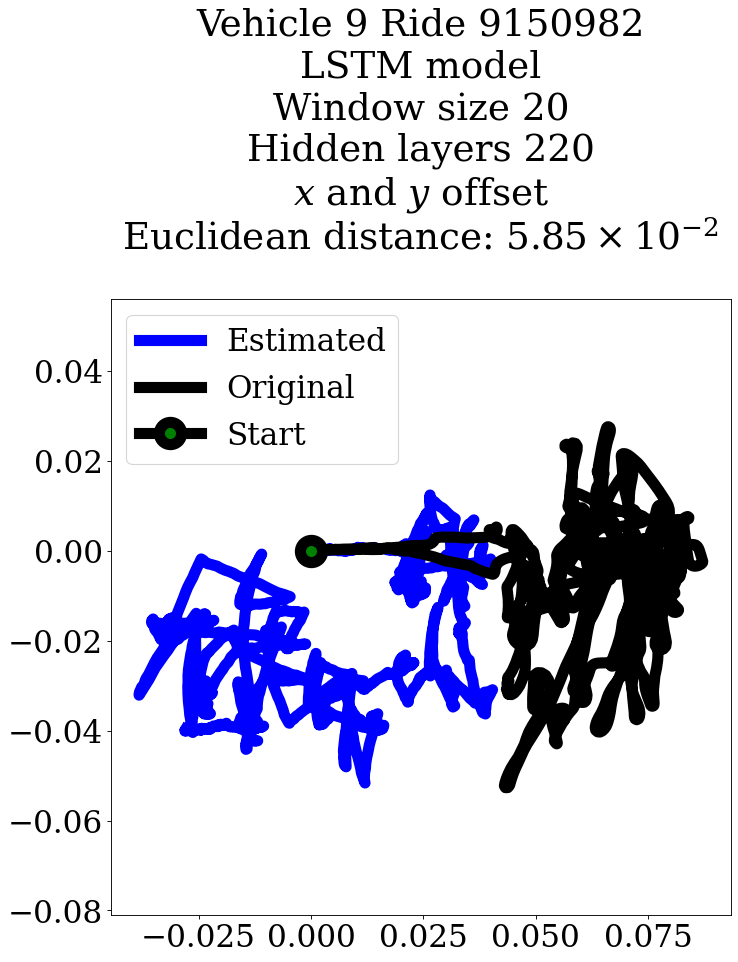 Vehicle 9 Ride 9150982
LSTM model
Window size 20
Hidden layers 220
x and y offset
Euclidean distance: 5.85 × 10⁻²
Estimated
Original
Start
0.04
0.02
0.00
−0.02
−0.04
−0.06
−0.08
−0.025 0.000 0.025 0.050 0.075